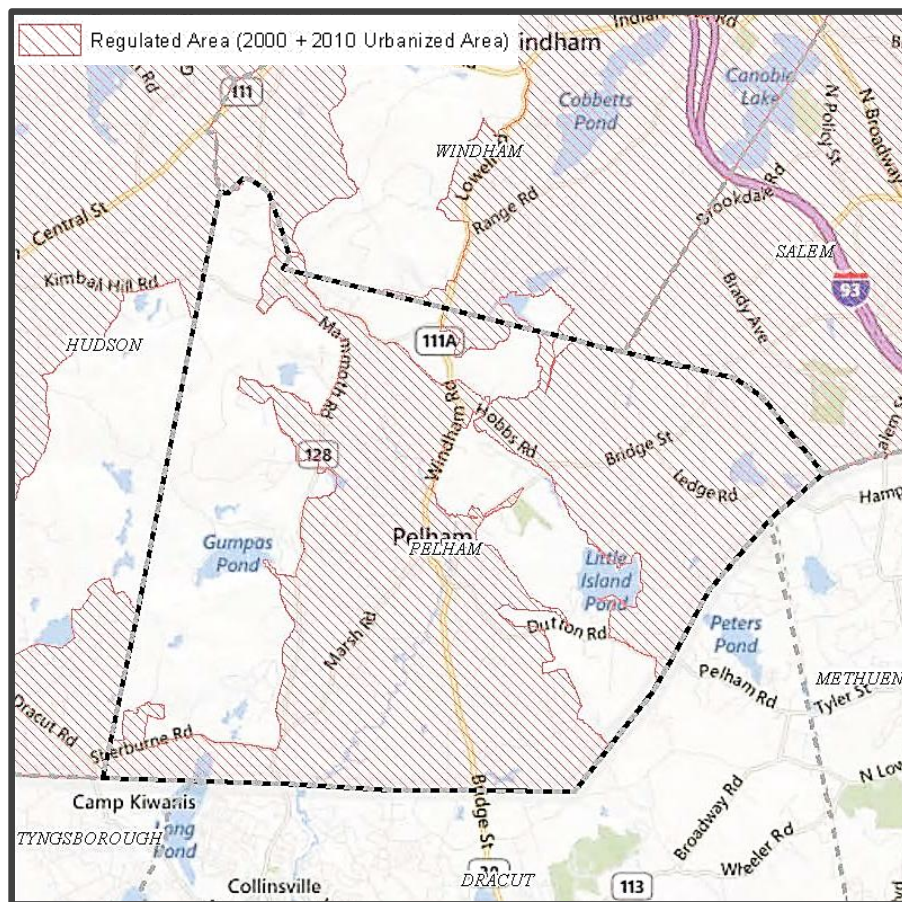 Regulated Area (2000 + 2010 Urbanized Area)
indham
Rd
111
Canobie
Lake
Cobbetts
Pond
N Policy St
N Broadway
WINDHAM
Range Rd
Brookdale Rd
Central St
SALEM
Kimball Hill Rd
93
Brady Ave
HUDSON
Mammoth Rd
111A
Windham Rd
Hobbs Rd
Bridge St
128
Ledge Rd
Hamp
Pelham
PELHAM
Gumpas
Pond
Little
Island
Pond
Marsh Rd
Dutton Rd
Peters
Pond
Pelham Rd
METHUEN
Tyler St
Dracut Rd
Sherburne Rd
Camp Kiwanis
Bridge St
Broadway Rd
N Low
TYNGSBOROUGH
Long
Pond
Wheeler Rd
Collinsville
DRACUT
113